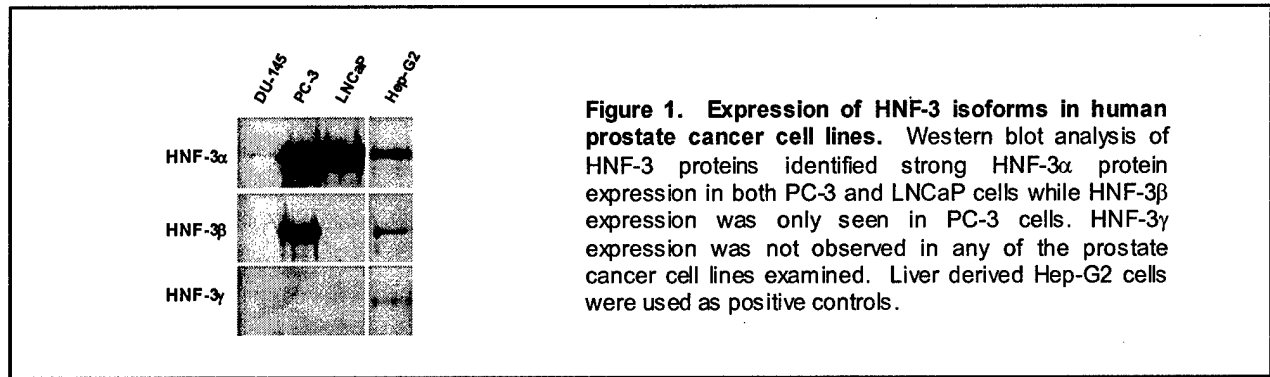 DU-145 PC-3 LNCaP Hep-G2
HNF-3α
HNF-3β
HNF-3γ
Figure 1. Expression of HNF-3 isoforms in human
prostate cancer cell lines. Western blot analysis of
HNF-3 proteins identified strong HNF-3α protein
expression in both PC-3 and LNCaP cells while HNF-3β
expression was only seen in PC-3 cells. HNF-3γ
expression was not observed in any of the prostate
cancer cell lines examined. Liver derived Hep-G2 cells
were used as positive controls.